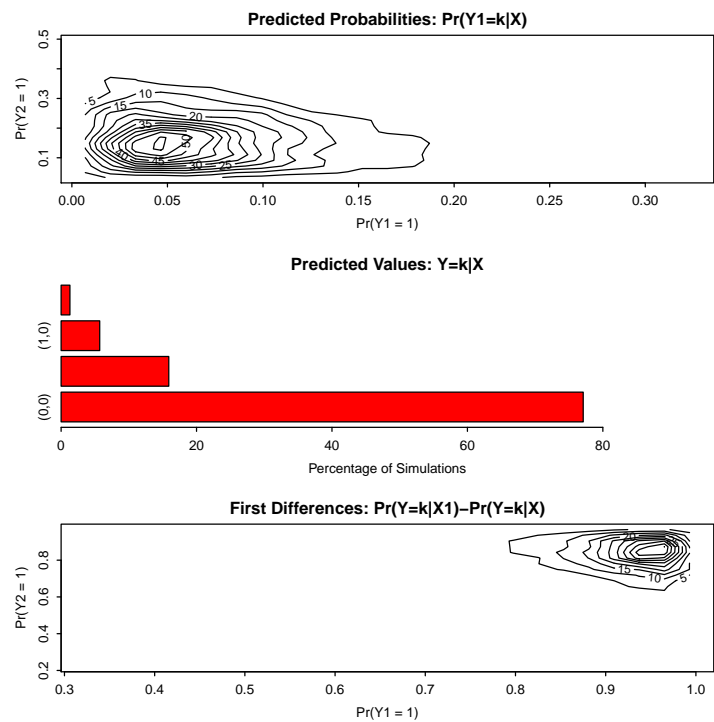 Predicted Probabilities: Pr(Y1=k|X)
0.5
0.3
0.1
Pr(Y2 = 1)
5
10
15
20
35
50
40
45
30
25
0.00 0.05 0.10 0.15 0.20 0.25 0.30
Pr(Y1 = 1)
Predicted Values: Y=k|X
(1,0)
(0,0)
0 20 40 60 80
Percentage of Simulations
First Differences: Pr(Y=k|X1)−Pr(Y=k|X)
0.8
0.6
0.4
0.2
Pr(Y2 = 1)
20
15
10
5
0.3 0.4 0.5 0.6 0.7 0.8 0.9 1.0
Pr(Y1 = 1)